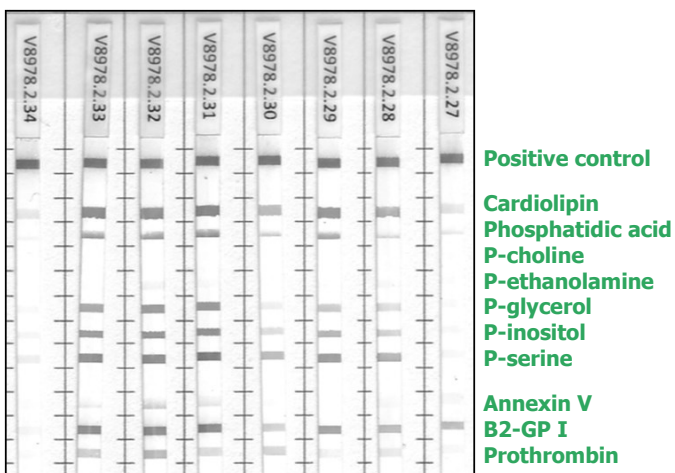 V8978.2.34
V8978.2.33
V8978.2.32
V8978.2.31
V8978.2.30
V8978.2.29
V8978.2.28
V8978.2.27
Positive control
Cardiolipin
Phosphatidic acid
P-choline
P-ethanolamine
P-glycerol
P-inositol
P-serine
Annexin V
B2-GP I
Prothrombin